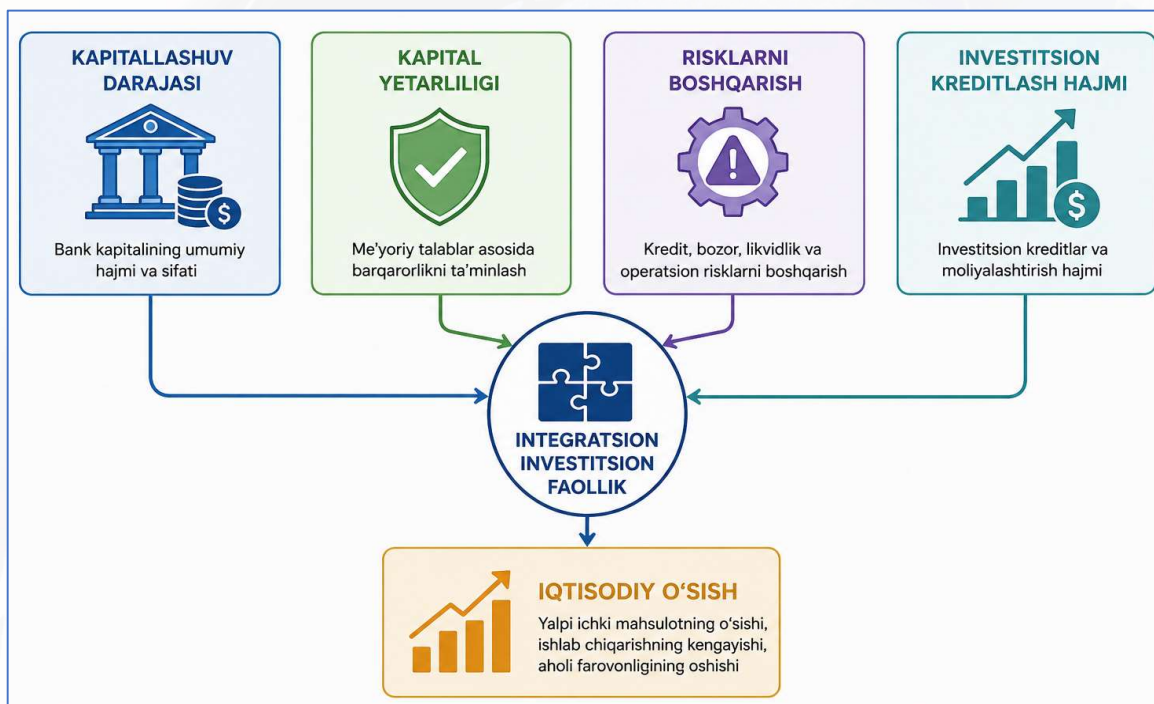 KAPITALLASHUV
DARAJASI
$
Bank kapitalining umumiy
hajmi va sifati
KAPITAL
YETARLILIGI
Me'yoriy talablar asosida
barqarorlikni ta'minlash
RISKLARNI
BOSHQARISH
Kredit, bozor, likvidlik va
operatsion risklarni boshqarish
INVESTITSION
KREDITLASH HAJMI
$
Investitsion kreditlar va
moliyalashtirish hajmi
INTEGRATSION
INVESTITSION
FAOLLIK
IQTISODIY O‘SISH
Yalpi ichki mahsulotning o‘sishi,
ishlab chiqarishning kengayishi,
aholi farovonligining oshishi